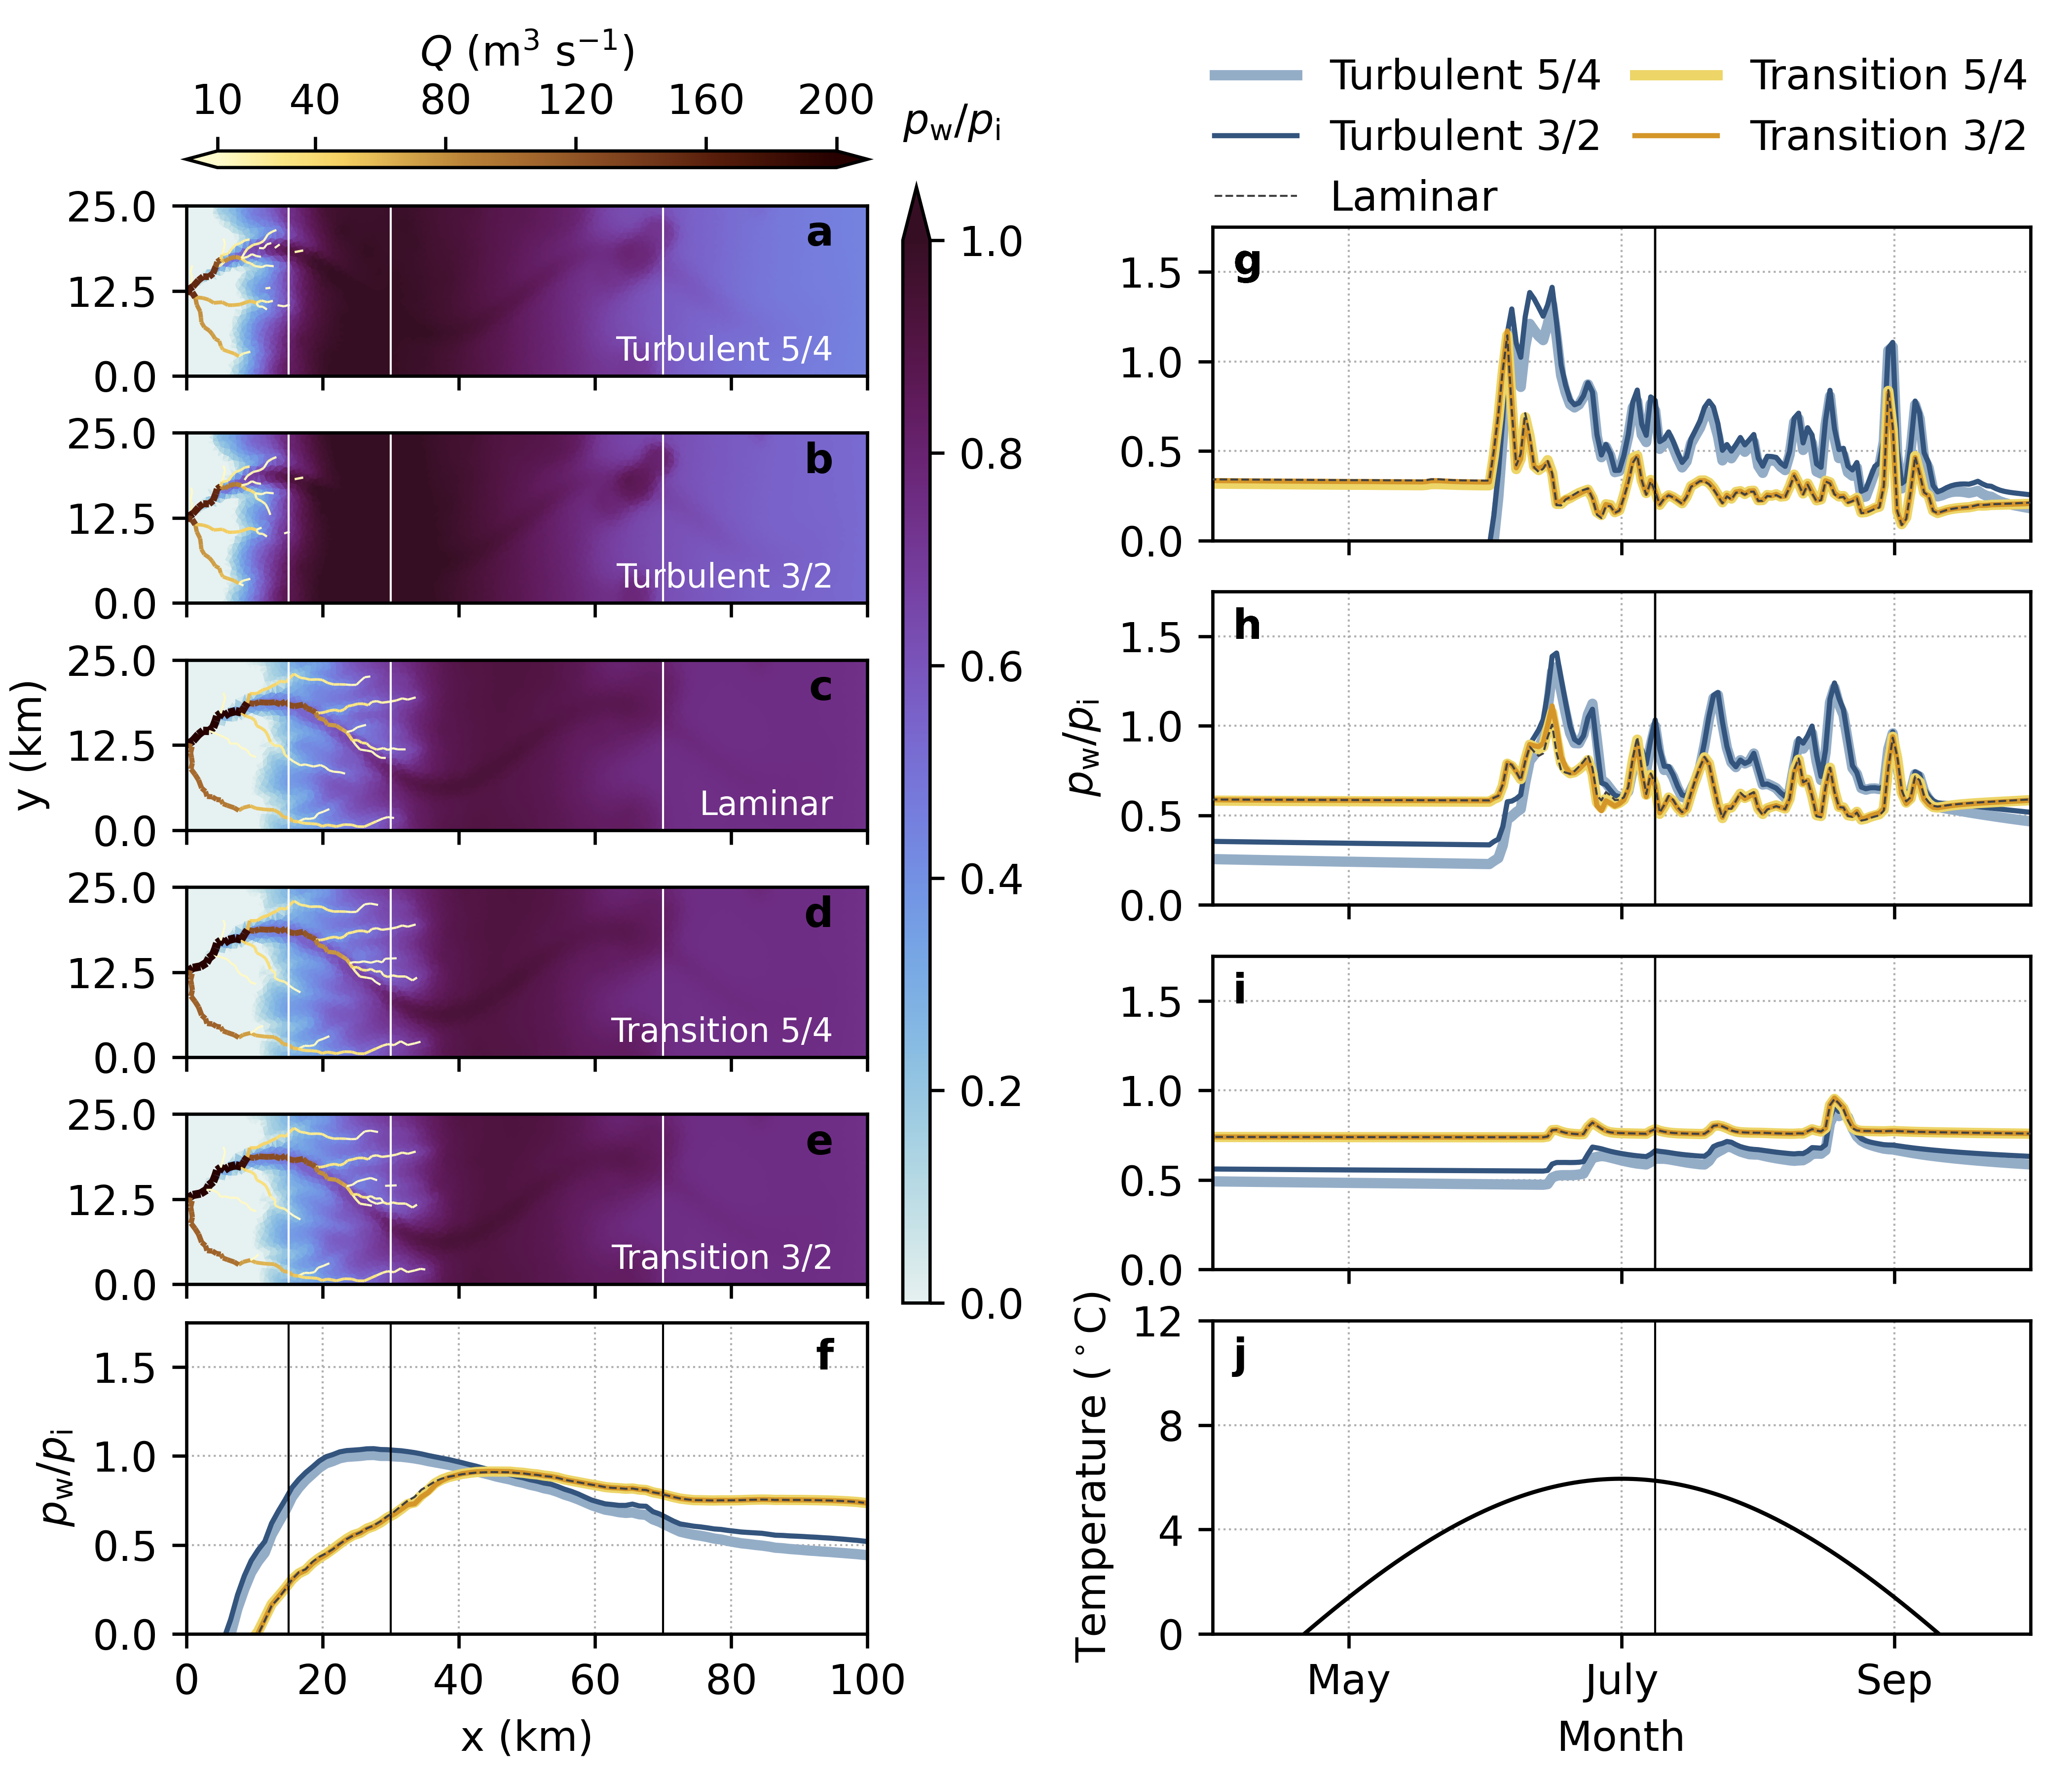 Q (m³ s⁻¹)
10 40 80 120 160 200
p_w/p_i
1.0
0.8
0.6
0.4
0.2
0.0
y (km)
25.0
12.5
0.0
a
Turbulent 5/4
25.0
12.5
0.0
b
Turbulent 3/2
25.0
12.5
0.0
c
Laminar
25.0
12.5
0.0
d
Transition 5/4
25.0
12.5
0.0
e
Transition 3/2
p_w/p_i
1.5
1.0
0.5
0.0
f
0 20 40 60 80 100
x (km)
Turbulent 5/4 Transition 5/4
Turbulent 3/2 Transition 3/2
Laminar
g
1.5
1.0
0.5
0.0
p_w/p_i
h
1.5
1.0
0.5
0.0
i
1.5
1.0
0.5
0.0
Temperature (°C)
j
12
8
4
0
May July Sep
Month